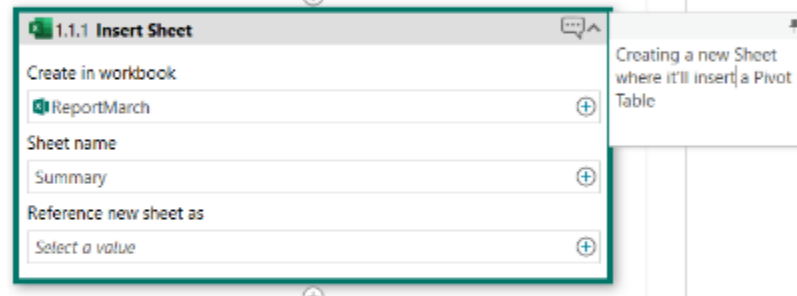 1.1.1 Insert Sheet
Create in workbook
ReportMarch
Sheet name
Summary
Reference new sheet as
Select a value
Creating a new Sheet
where it'll insert a Pivot
Table